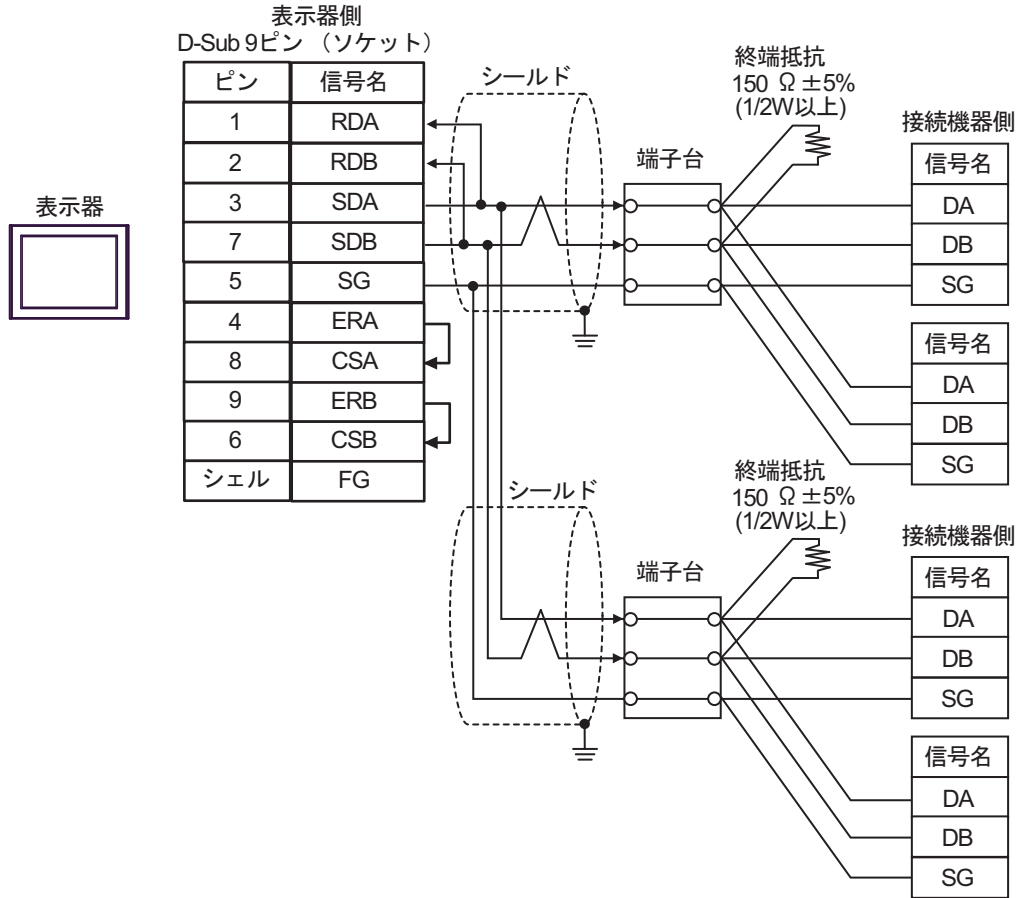 表示器側
D-Sub 9ピン （ソケット）
ピン 信号名
1 RDA
2 RDB
3 SDA
7 SDB
5 SG
4 ERA
8 CSA
9 ERB
6 CSB
シェル FG
表示器
シールド
端子台
終端抵抗
150 Ω ±5%
(1/2W以上)
接続機器側
信号名
DA
DB
SG
信号名
DA
DB
SG
シールド
端子台
終端抵抗
150 Ω ±5%
(1/2W以上)
接続機器側
信号名
DA
DB
SG
信号名
DA
DB
SG